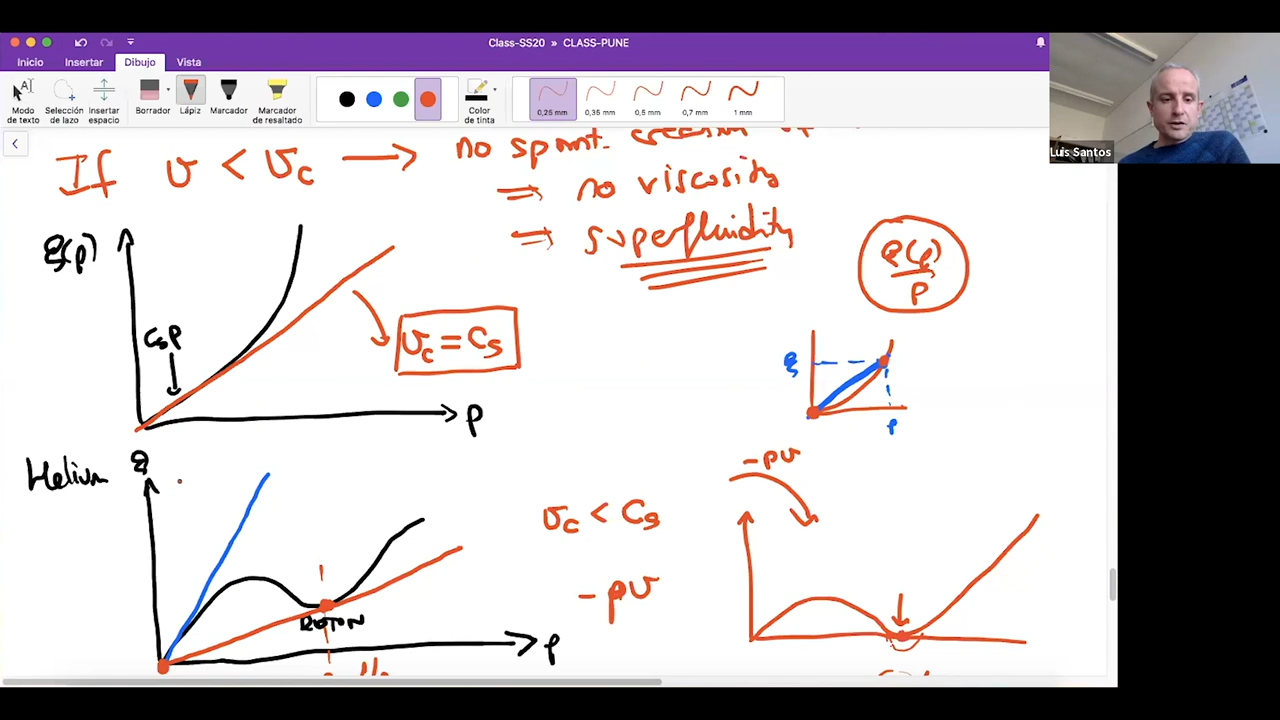 Class-SS20 » CLASS-PUNE
Inicio Insertar Dibujo Vista
Modo de texto
Selección de lazo
Insertar espacio
Borrador
Lápiz
Marcador
Marcador de resaltado
Color de tinta
0,25 mm 0,35 mm 0,5 mm 0,7 mm 1 mm
Luis Santos
If v < vc → no spont. creation
⇒ no viscosity
⇒ superfluidity
ξ(p)
ξ(p)/p
CsP
vc = Cs
p
ξ
p
Helium ξ
-pv
vc < Cs
-pv
ROTON
p